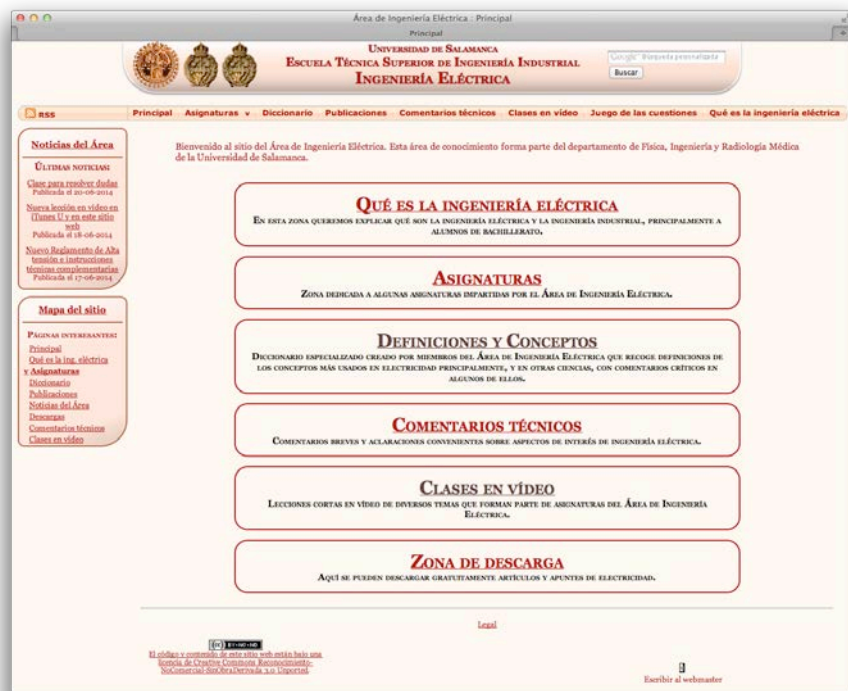 Área de Ingeniería Eléctrica : Principal
Principal
UNIVERSIDAD DE SALAMANCA
ESCUELA TÉCNICA SUPERIOR DE INGENIERÍA INDUSTRIAL
INGENIERÍA ELÉCTRICA
Google™ Búsqueda personalizada
Buscar
RSS
Principal Asignaturas v Diccionario Publicaciones Comentarios técnicos Clases en vídeo Juego de las cuestiones Qué es la ingeniería eléctrica
Noticias del Área
ÚLTIMAS NOTICIAS:
Clase para resolver dudas
Publicada el 20-06-2014
Nueva lección en vídeo en
iTunes U y en este sitio
web
Publicada el 18-06-2014
Nuevo Reglamento de Alta
tensión e instrucciones
técnicas complementarias
Publicada el 17-06-2014
Mapa del sitio
PÁGINAS INTERESANTES:
Principal
Qué es la ing. eléctrica
v Asignaturas
Diccionario
Publicaciones
Noticias del Área
Descargas
Comentarios técnicos
Clases en vídeo
Bienvenido al sitio del Área de Ingeniería Eléctrica. Esta área de conocimiento forma parte del departamento de Física, Ingeniería y Radiología Médica
de la Universidad de Salamanca.
QUÉ ES LA INGENIERÍA ELÉCTRICA
EN ESTA ZONA QUEREMOS EXPLICAR QUÉ SON LA INGENIERÍA ELÉCTRICA Y LA INGENIERÍA INDUSTRIAL, PRINCIPALMENTE A
ALUMNOS DE BACHILLERATO.
ASIGNATURAS
ZONA DEDICADA A ALGUNAS ASIGNATURAS IMPARTIDAS POR EL ÁREA DE INGENIERÍA ELÉCTRICA.
DEFINICIONES Y CONCEPTOS
DICCIONARIO ESPECIALIZADO CREADO POR MIEMBROS DEL ÁREA DE INGENIERÍA ELÉCTRICA QUE RECOGE DEFINICIONES DE
LOS CONCEPTOS MÁS USADOS EN ELECTRICIDAD PRINCIPALMENTE, Y EN OTRAS CIENCIAS, CON COMENTARIOS CRÍTICOS EN
ALGUNOS DE ELLOS.
COMENTARIOS TÉCNICOS
COMENTARIOS BREVES Y ACLARACIONES CONVENIENTES SOBRE ASPECTOS DE INTERÉS DE INGENIERÍA ELÉCTRICA.
CLASES EN VÍDEO
LECCIONES CORTAS EN VÍDEO DE DIVERSOS TEMAS QUE FORMAN PARTE DE ASIGNATURAS DEL ÁREA DE INGENIERÍA
ELÉCTRICA.
ZONA DE DESCARGA
AQUÍ SE PUEDEN DESCARGAR GRATUITAMENTE ARTÍCULOS Y APUNTES DE ELECTRICIDAD.
Legal
(cc) BY-NC-ND
El código y contenido de este sitio web están bajo una
licencia de Creative Commons Reconocimiento-
NoComercial-SinObraDerivada 3.0 Unported.
Escribir al webmaster